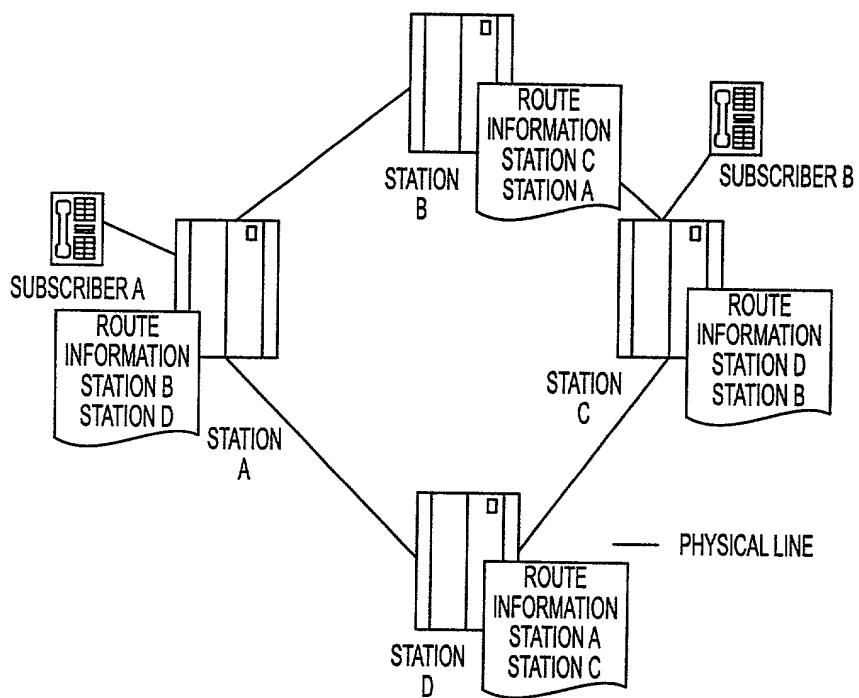 ROUTE
INFORMATION
STATION C
STATION A
STATION
B
SUBSCRIBER B
SUBSCRIBER A
ROUTE
INFORMATION
STATION B
STATION D
STATION
A
ROUTE
INFORMATION
STATION D
STATION B
STATION
C
PHYSICAL LINE
ROUTE
INFORMATION
STATION A
STATION C
STATION
D